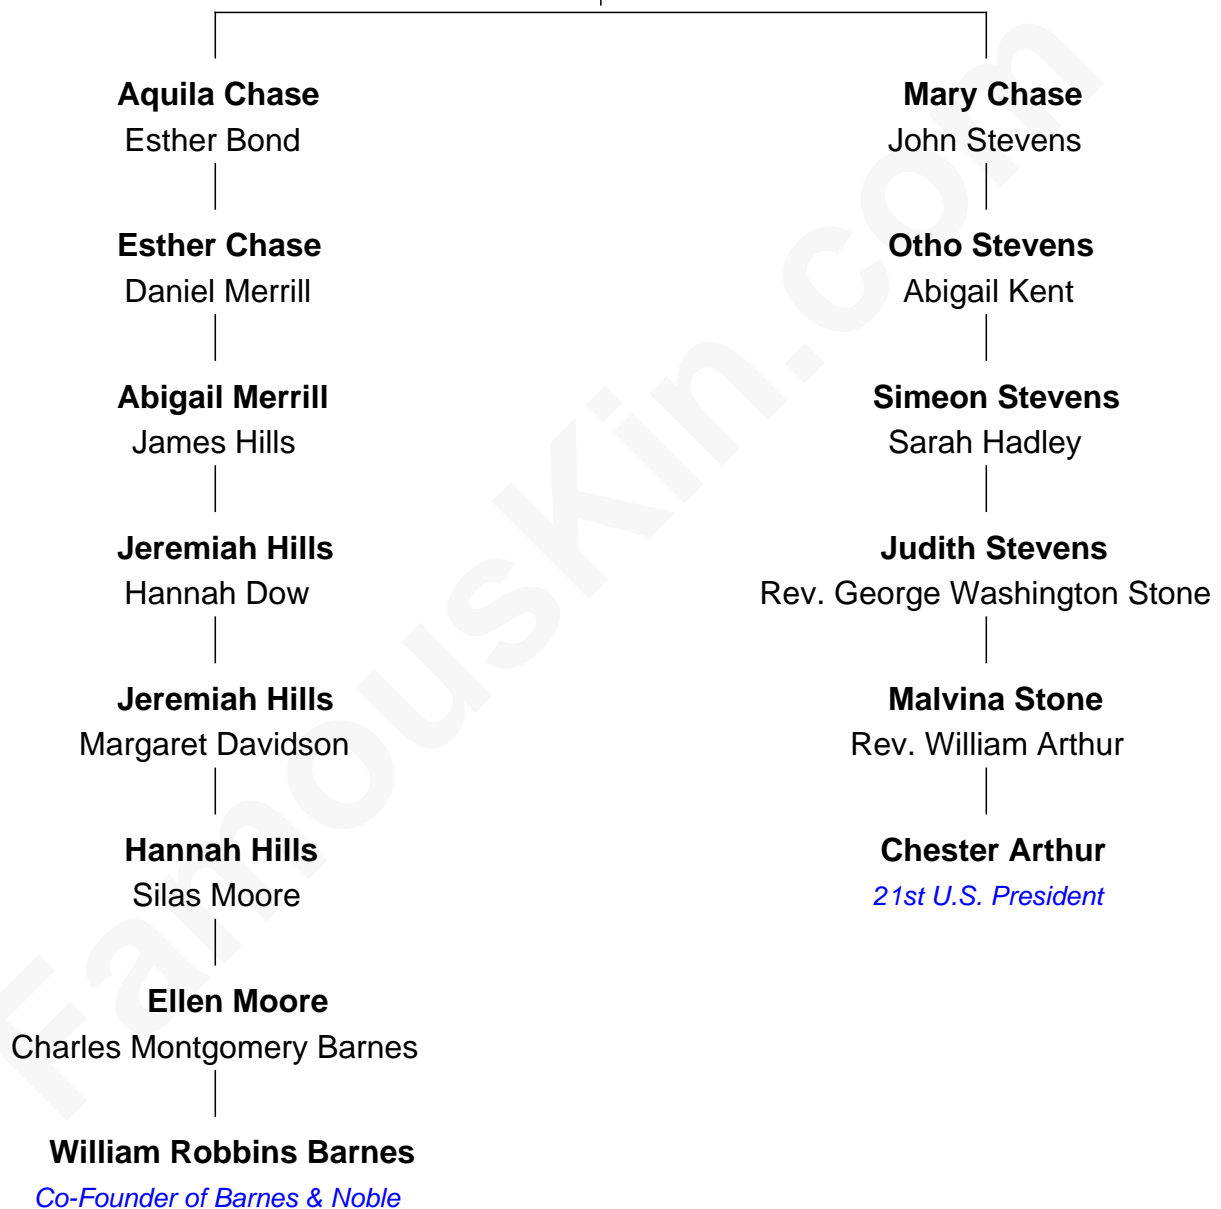 Aquila Chase
Esther Bond
Esther Chase
Daniel Merrill
Abigail Merrill
James Hills
Jeremiah Hills
Hannah Dow
Jeremiah Hills
Margaret Davidson
Hannah Hills
Silas Moore
Ellen Moore
Charles Montgomery Barnes
William Robbins Barnes
Co-Founder of Barnes & Noble
Mary Chase
John Stevens
Otho Stevens
Abigail Kent
Simeon Stevens
Sarah Hadley
Judith Stevens
Rev. George Washington Stone
Malvina Stone
Rev. William Arthur
Chester Arthur
21st U.S. President
FamousKin.com